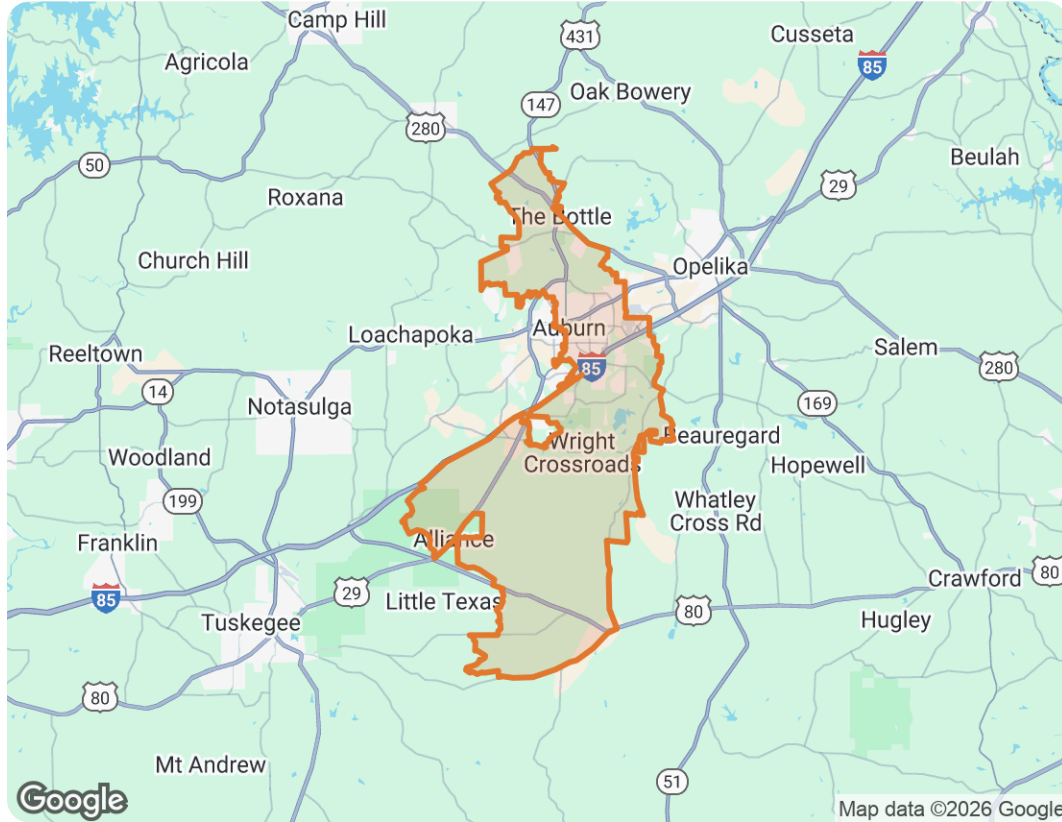 Camp Hill
431
Cusseta
85
Agricola
147
Oak Bowery
280
50
Beulah
29
Roxana
The Bottle
Church Hill
Opelika
Auburn
Loachapoka
Salem
Reeltown
85
280
14
169
Notasulga
Beauregard
Wright
Crossroads
Woodland
Hopewell
199
Whatley
Cross Rd
Franklin
Alliance
80
Crawford
85
29
Little Texas
80
Hugley
Tuskegee
80
Mt Andrew
51
Google
Map data ©2026 Google